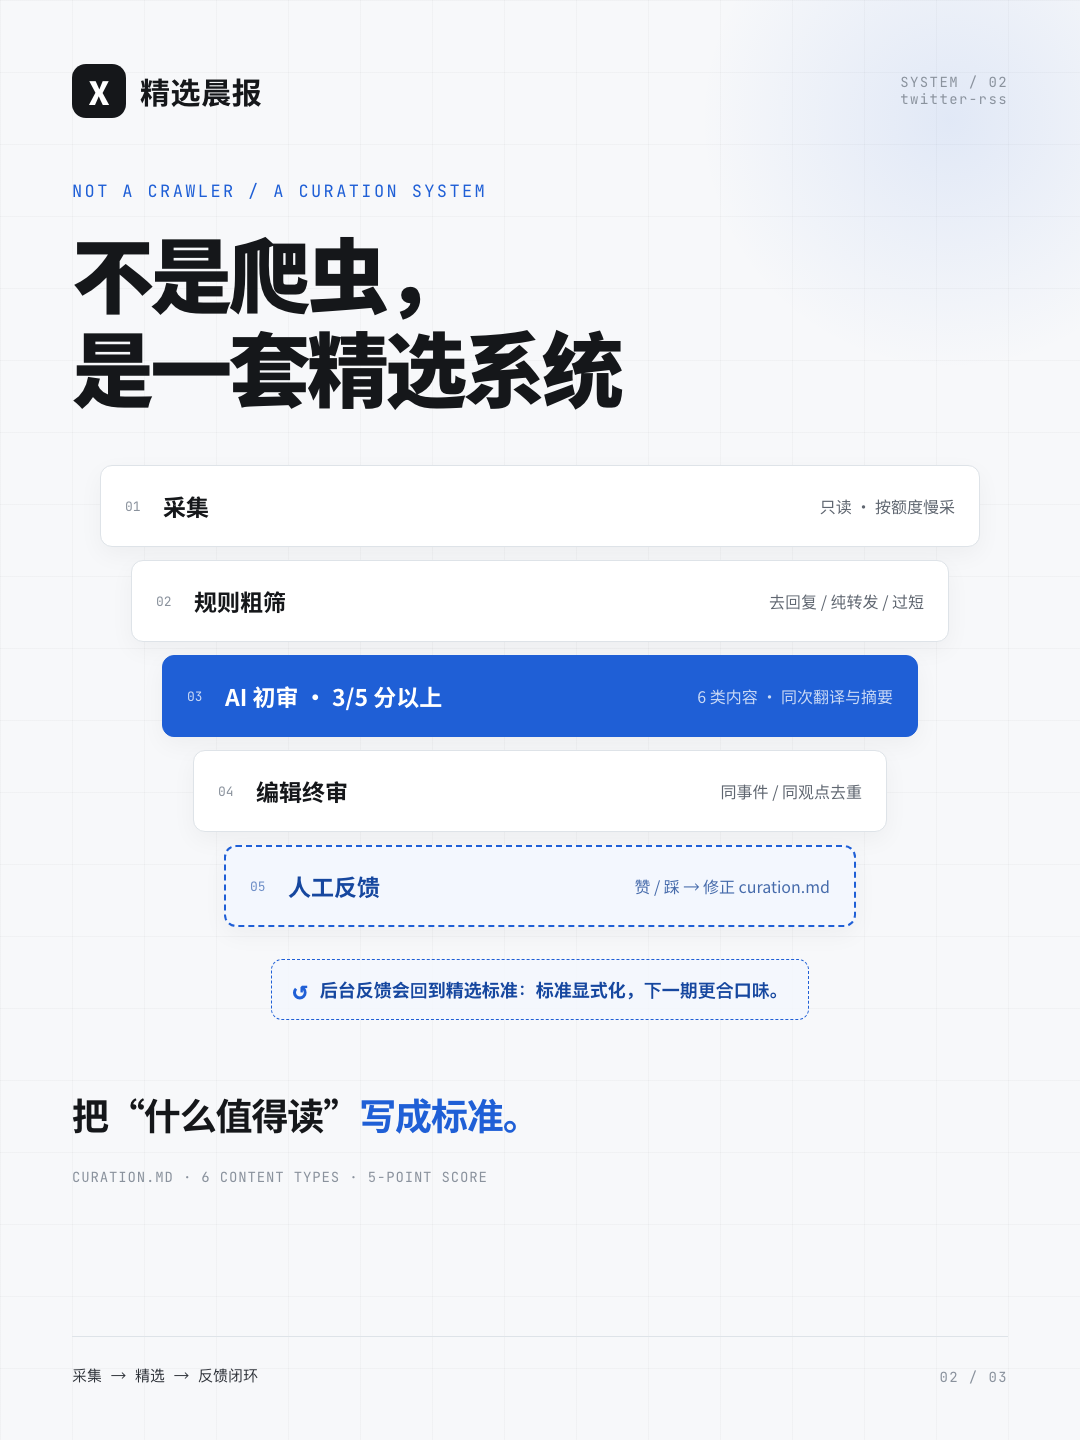 X 精选晨报
SYSTEM / 02
twitter-rss
NOT A CRAWLER / A CURATION SYSTEM
不是爬虫，
是一套精选系统
01 采集 只读 · 按额度慢采
02 规则粗筛 去回复 / 纯转发 / 过短
03 AI 初审 · 3/5 分以上 6 类内容 · 同次翻译与摘要
04 编辑终审 同事件 / 同观点去重
05 人工反馈 赞 / 踩 → 修正 curation.md
↺ 后台反馈会回到精选标准：标准显式化，下一期更合口味。
把“什么值得读”写成标准。
CURATION.MD · 6 CONTENT TYPES · 5-POINT SCORE
采集 → 精选 → 反馈闭环
02 / 03